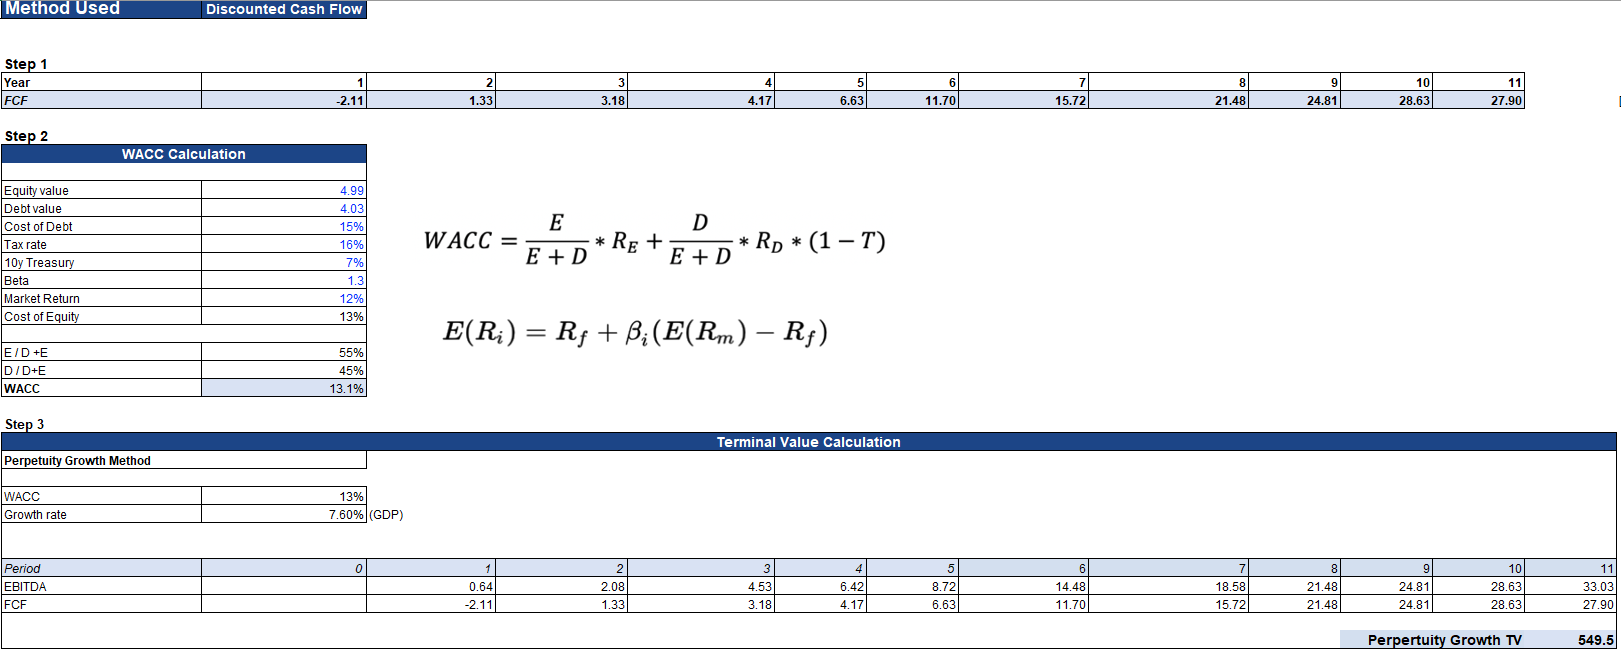 Method Used Discounted Cash Flow
Step 1
Year 1 2 3 4 5 6 7 8 9 10 11
FCF -2.11 1.33 3.18 4.17 6.63 11.70 15.72 21.48 24.81 28.63 27.90
Step 2
WACC Calculation
Equity value 4.99
Debt value 4.03
Cost of Debt 15%
Tax rate 16%
10y Treasury 7%
Beta 1.3
Market Return 12%
Cost of Equity 13%
E / D +E 55%
D / D+E 45%
WACC 13.1%
WACC = E / E + D * R_E + D / E + D * R_D * (1 − T)
E(R_i) = R_f + β_i(E(R_m) − R_f)
Step 3
Terminal Value Calculation
Perpetuity Growth Method
WACC 13%
Growth rate 7.60% (GDP)
Period 0 1 2 3 4 5 6 7 8 9 10 11
EBITDA 0.64 2.08 4.53 6.42 8.72 14.48 18.58 21.48 24.81 28.63 33.03
FCF -2.11 1.33 3.18 4.17 6.63 11.70 15.72 21.48 24.81 28.63 27.90
Perpertuity Growth TV 549.5